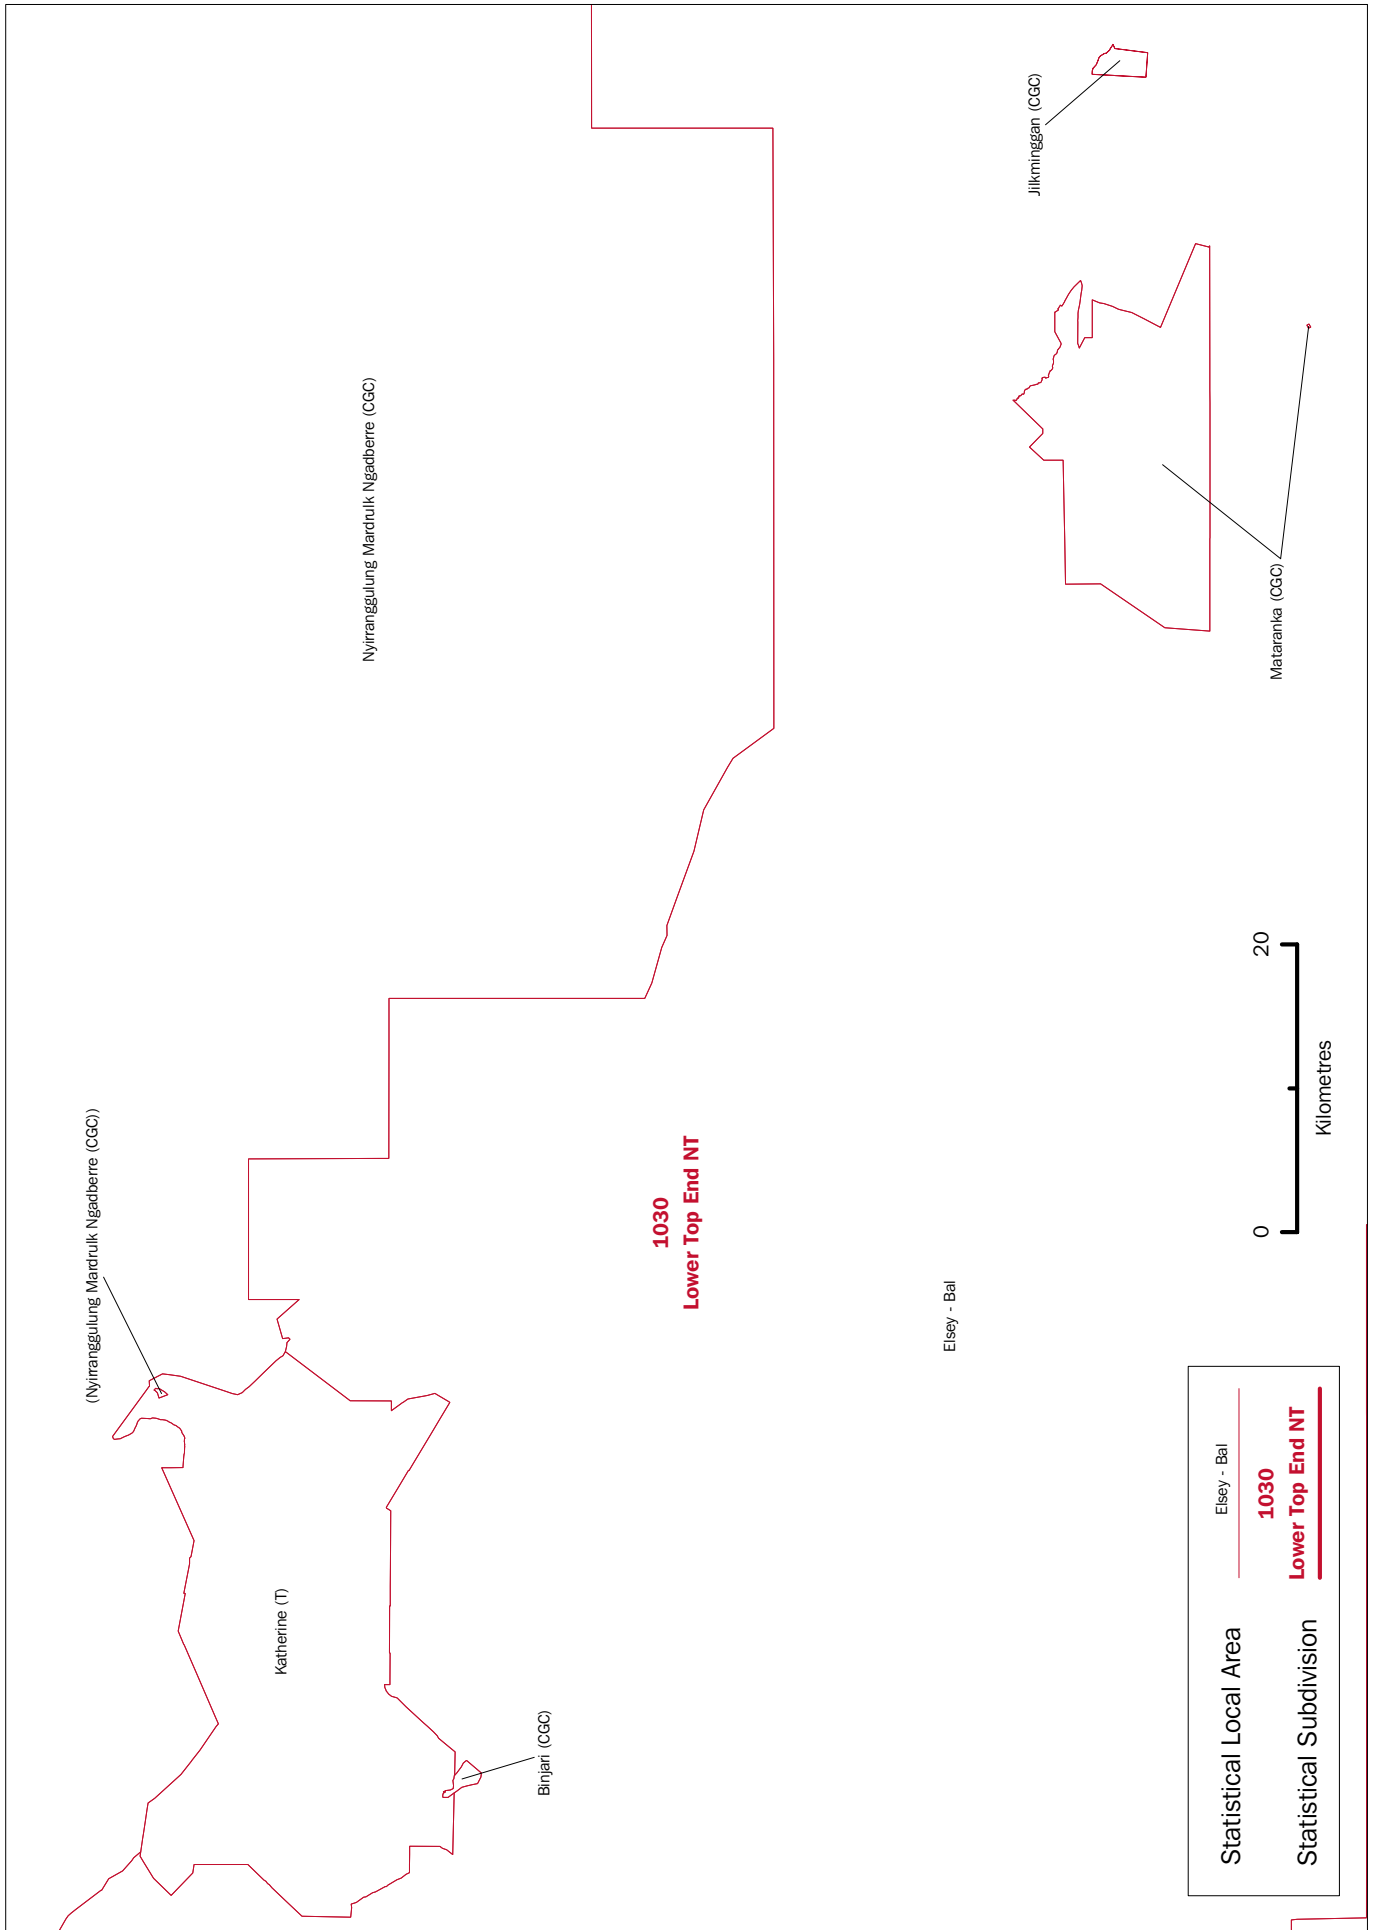 (Nyirranggulung Mardrulk Ngadberre (CGC))
Katherine (T)
Nyirranggulung Mardrulk Ngadberre (CGC)
Binjari (CGC)
1030
Lower Top End NT
Elsey - Bal
Jilkminggan (CGC)
Mataranka (CGC)
Statistical Local Area
Elsey - Bal
Statistical Subdivision
1030
Lower Top End NT
0
20
Kilometres